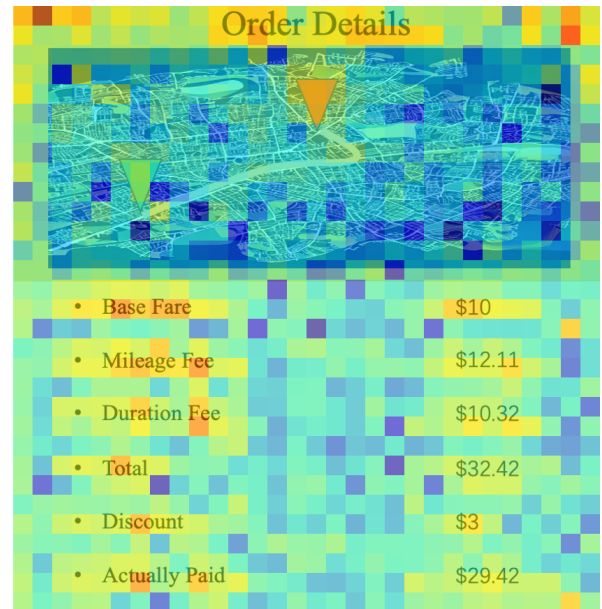 Order Details
• Base Fare $10
• Mileage Fee $12.11
• Duration Fee $10.32
• Total $32.42
• Discount $3
• Actually Paid $29.42